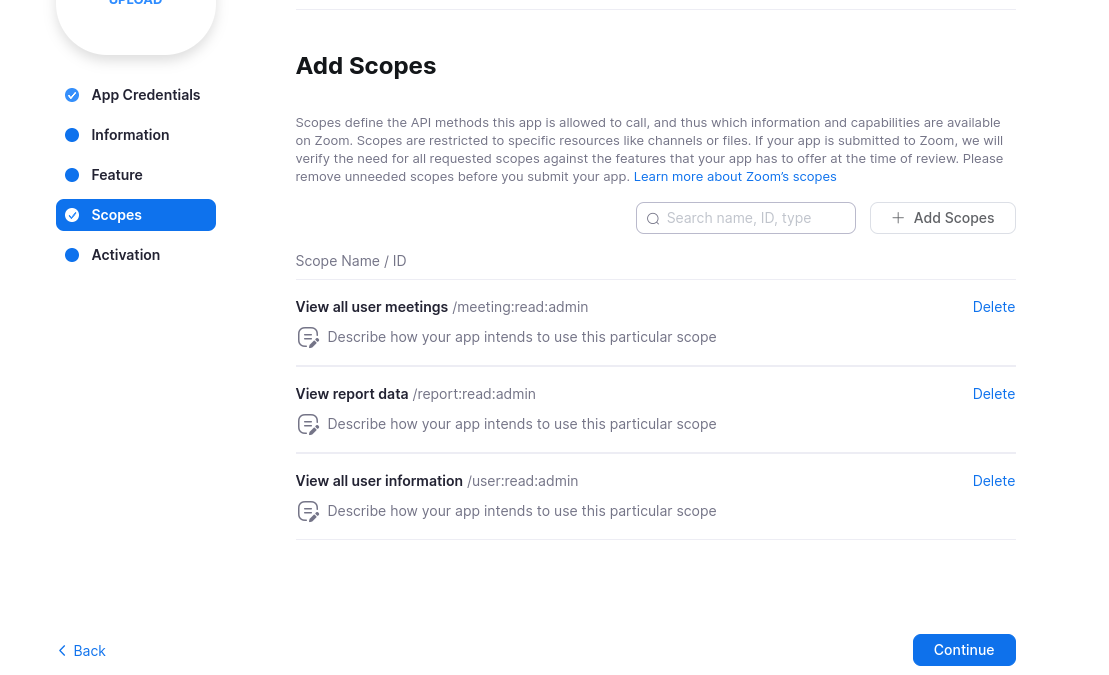 UPLOAD
App Credentials
Information
Feature
Scopes
Activation
Add Scopes
Scopes define the API methods this app is allowed to call, and thus which information and capabilities are available
on Zoom. Scopes are restricted to specific resources like channels or files. If your app is submitted to Zoom, we will
verify the need for all requested scopes against the features that your app has to offer at the time of review. Please
remove unneeded scopes before you submit your app. Learn more about Zoom's scopes
Search name, ID, type
Add Scopes
Scope Name / ID
View all user meetings /meeting:read:admin
Delete
Describe how your app intends to use this particular scope
View report data /report:read:admin
Delete
Describe how your app intends to use this particular scope
View all user information /user:read:admin
Delete
Describe how your app intends to use this particular scope
Back
Continue